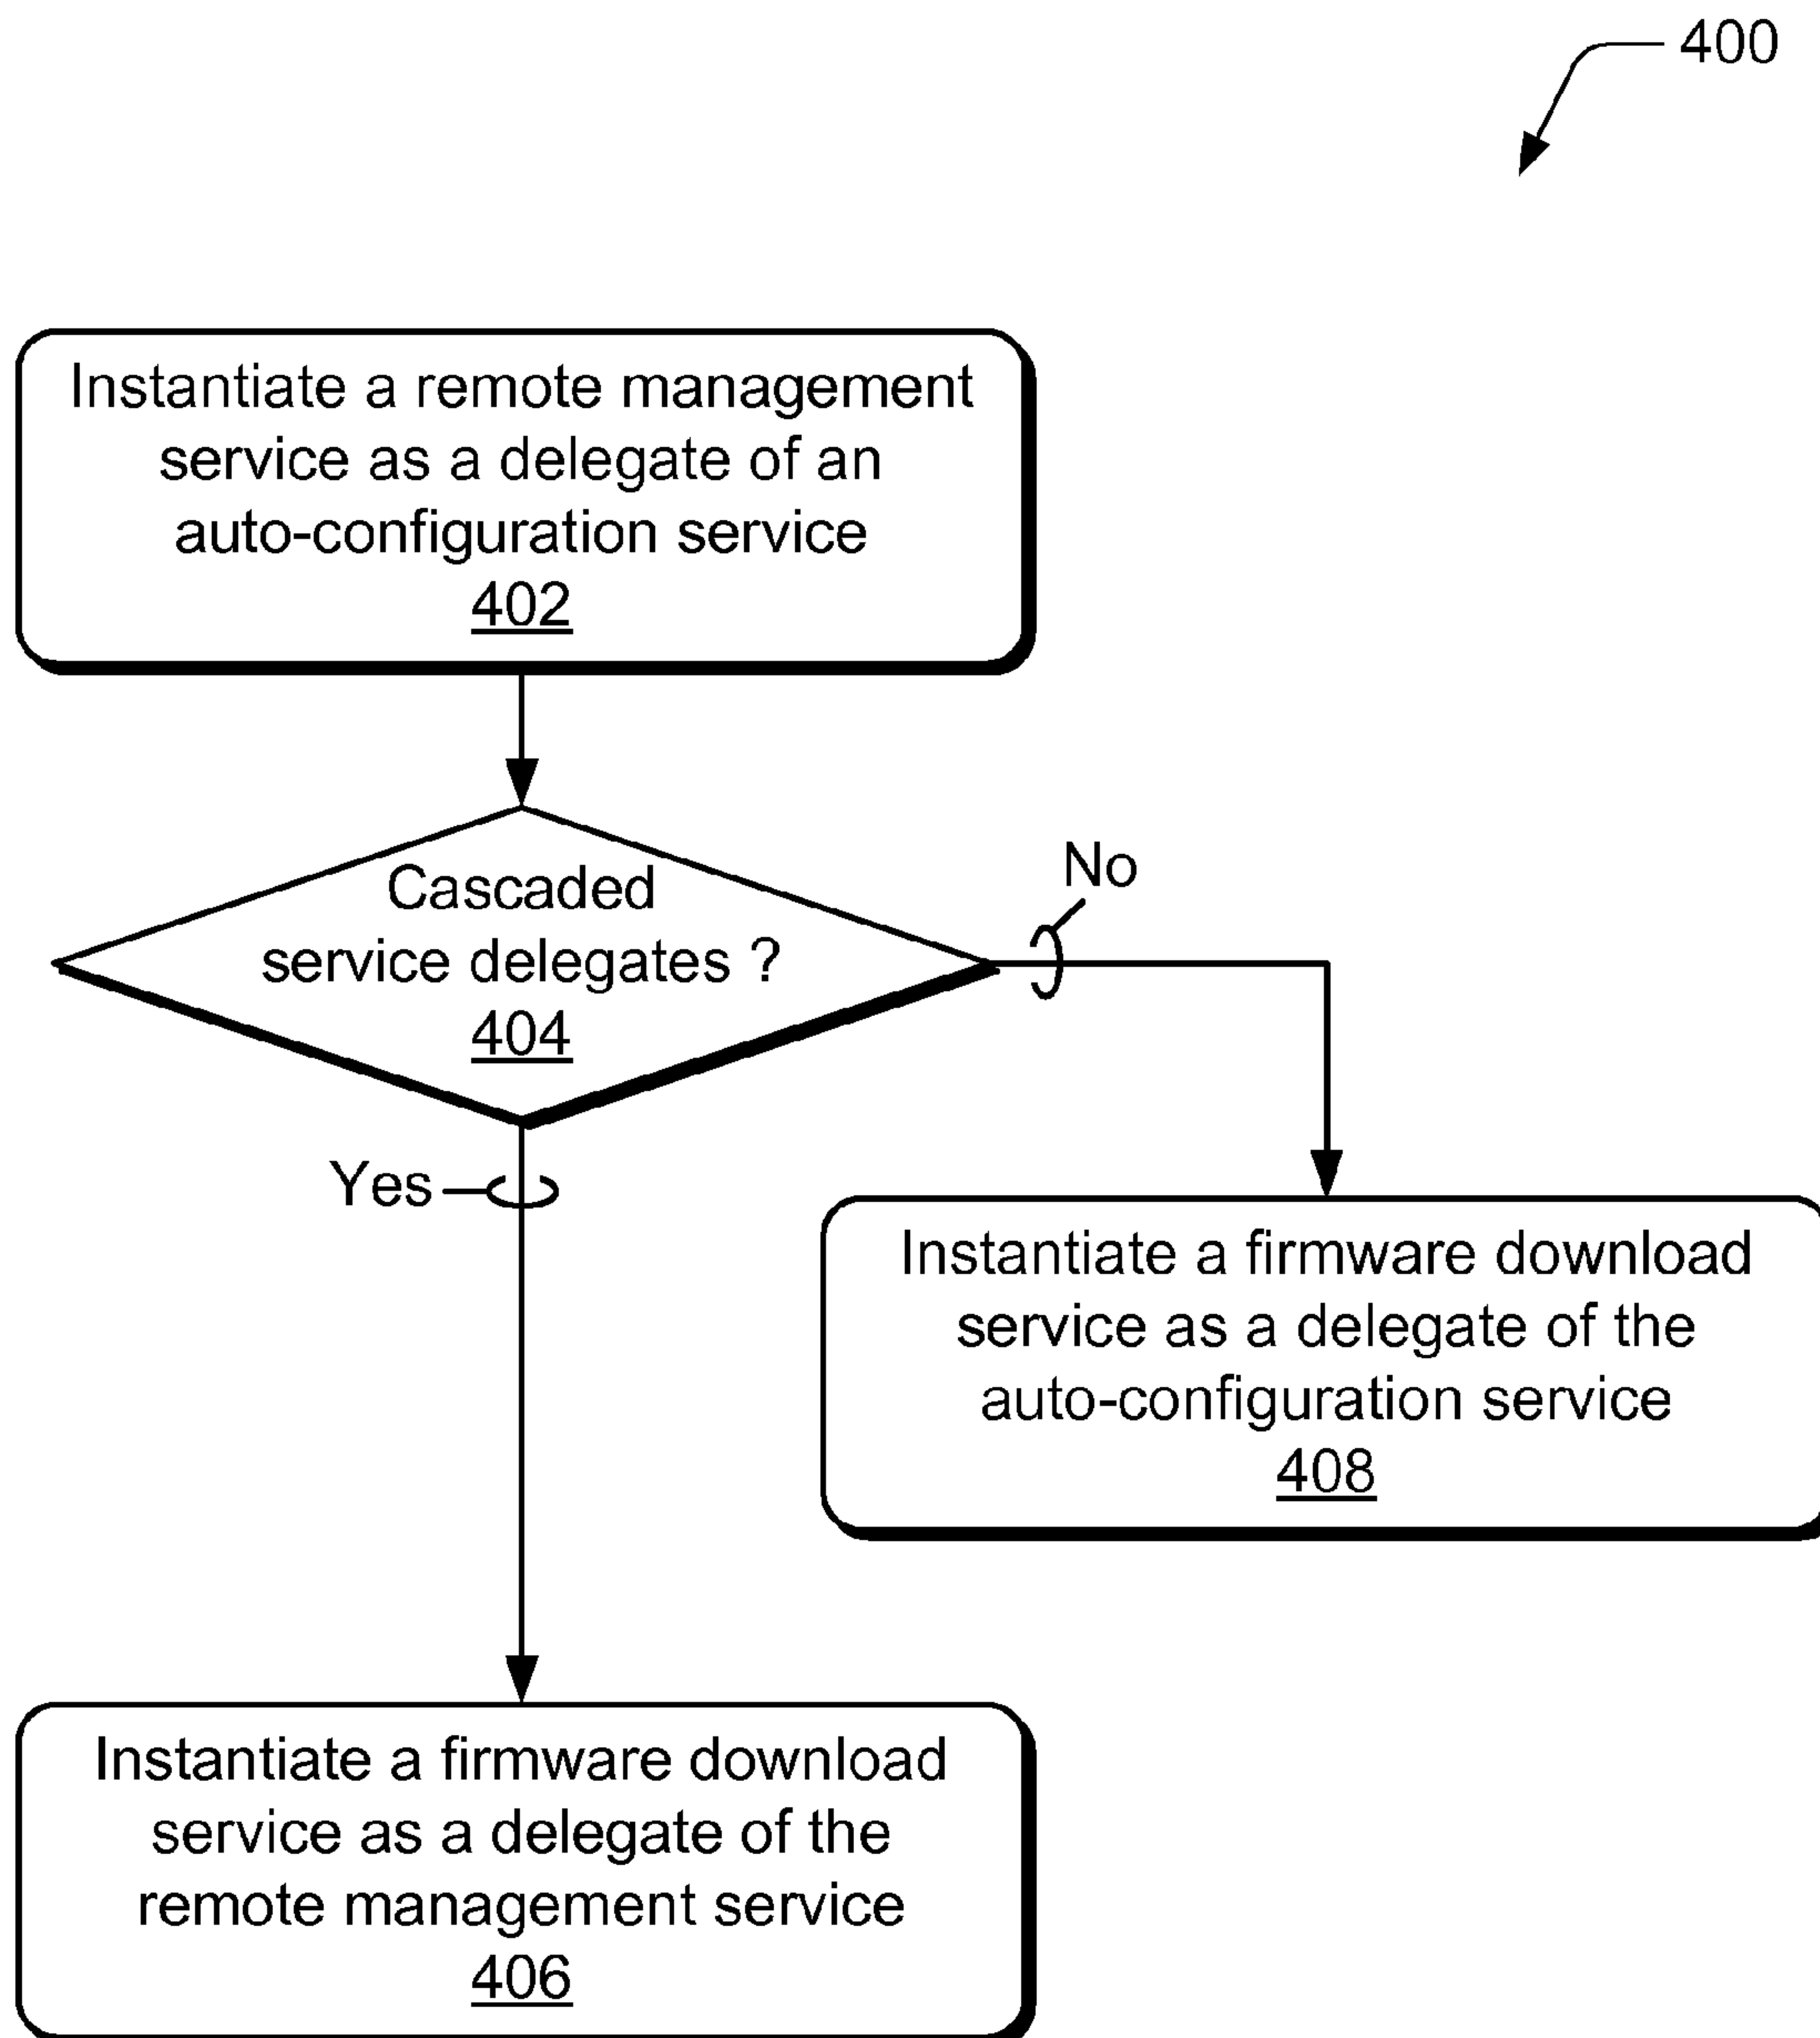 400
Instantiate a remote management
service as a delegate of an
auto-configuration service
402
Cascaded
service delegates ?
404
No
Yes
Instantiate a firmware download
service as a delegate of the
auto-configuration service
408
Instantiate a firmware download
service as a delegate of the
remote management service
406